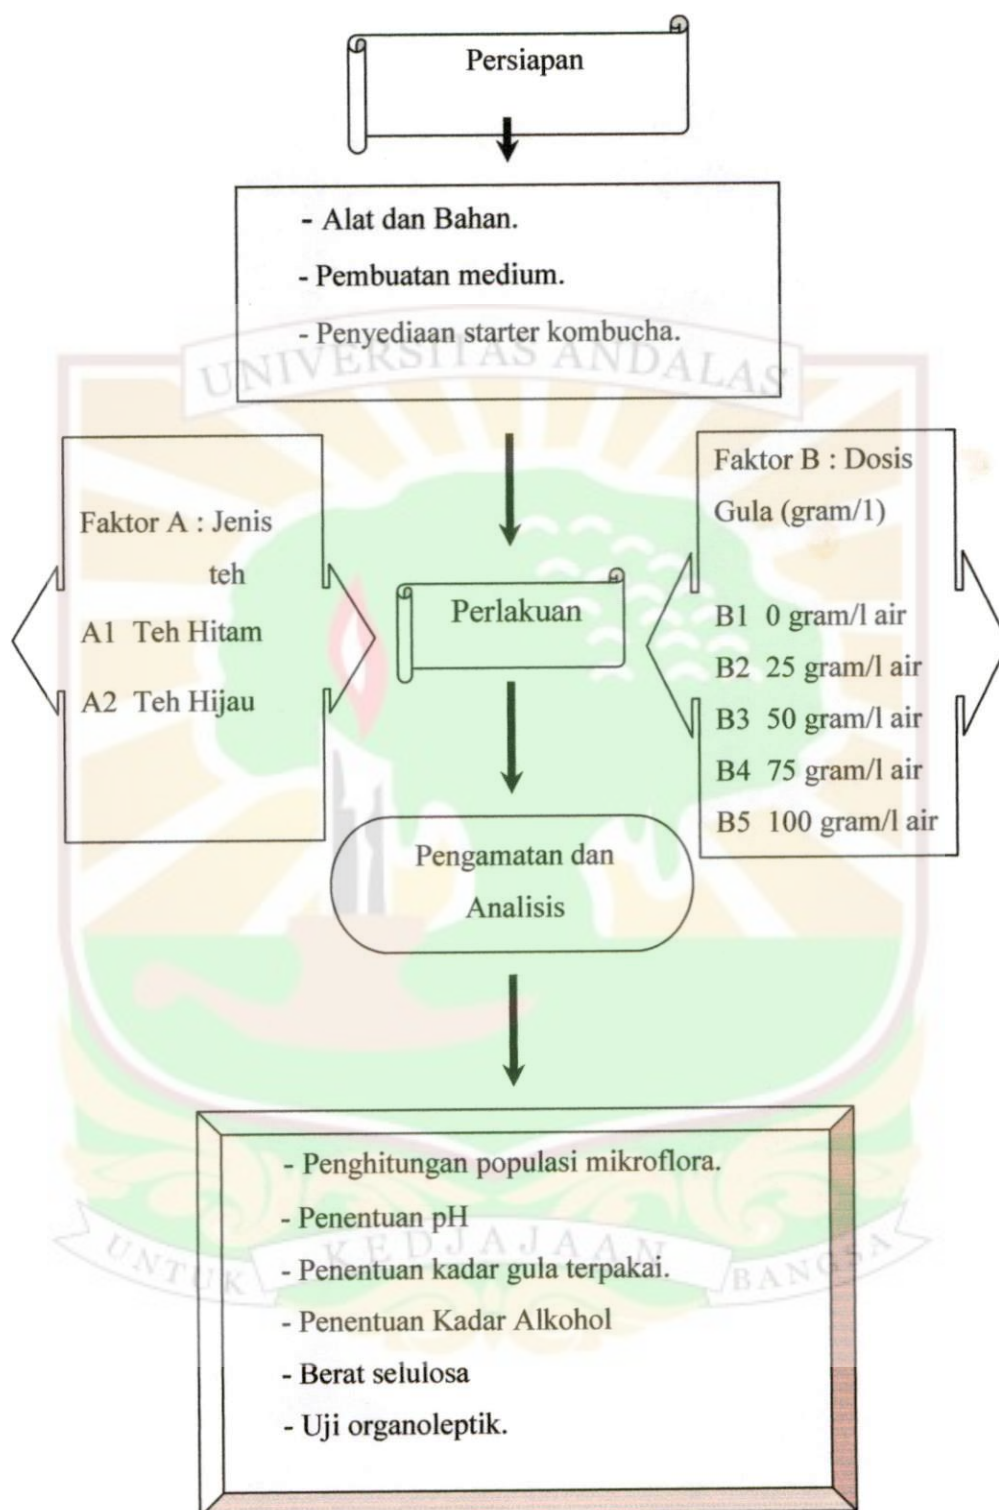 Persiapan
- Alat dan Bahan.
- Pembuatan medium.
- Penyediaan starter kombucha.
UNIVERSITAS ANDALAS
Faktor A : Jenis
teh
A1 Teh Hitam
A2 Teh Hijau
Perlakuan
Faktor B : Dosis
Gula (gram/1)
B1 0 gram/l air
B2 25 gram/l air
B3 50 gram/l air
B4 75 gram/l air
B5 100 gram/l air
Pengamatan dan
Analisis
- Penghitungan populasi mikroflora.
- Penentuan pH
- Penentuan kadar gula terpakai.
- Penentuan Kadar Alkohol
- Berat selulosa
- Uji organoleptik.
UNTUK KEDJAJAAN BANGSA